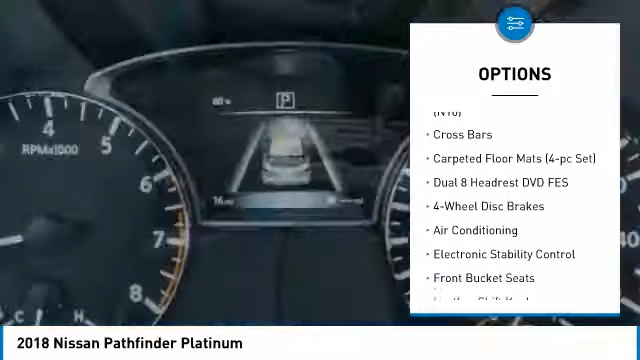 4
5
6
7
8
RPMx1000
C
H
P
OPTIONS
Cross Bars
Carpeted Floor Mats (4-pc Set)
Dual 8 Headrest DVD FES
4-Wheel Disc Brakes
Air Conditioning
Electronic Stability Control
Front Bucket Seats
2018 Nissan Pathfinder Platinum